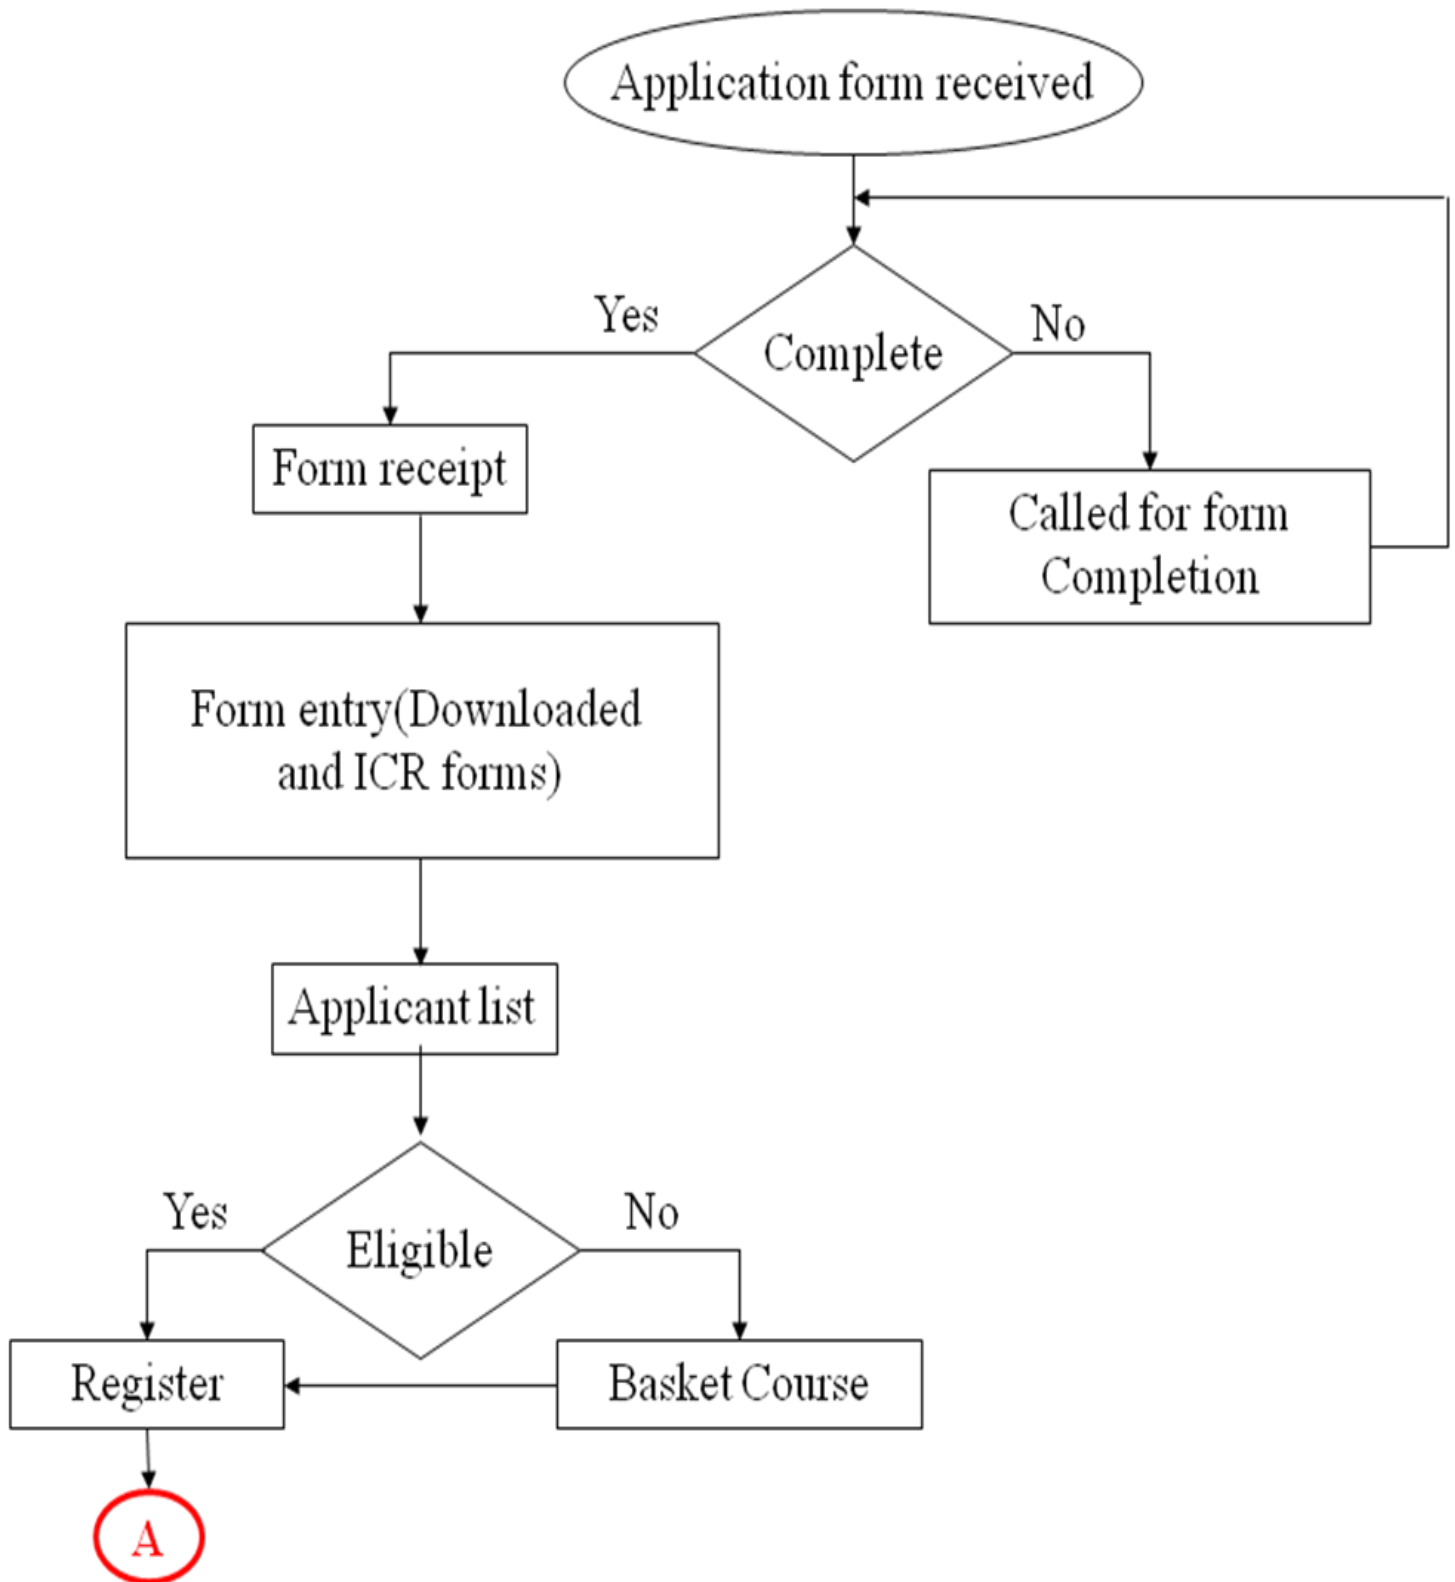 Application form received
Yes
No
Complete
Form receipt
Called for form
Completion
Form entry(Downloaded
and ICR forms)
Applicant list
Yes
No
Eligible
Register
Basket Course
A